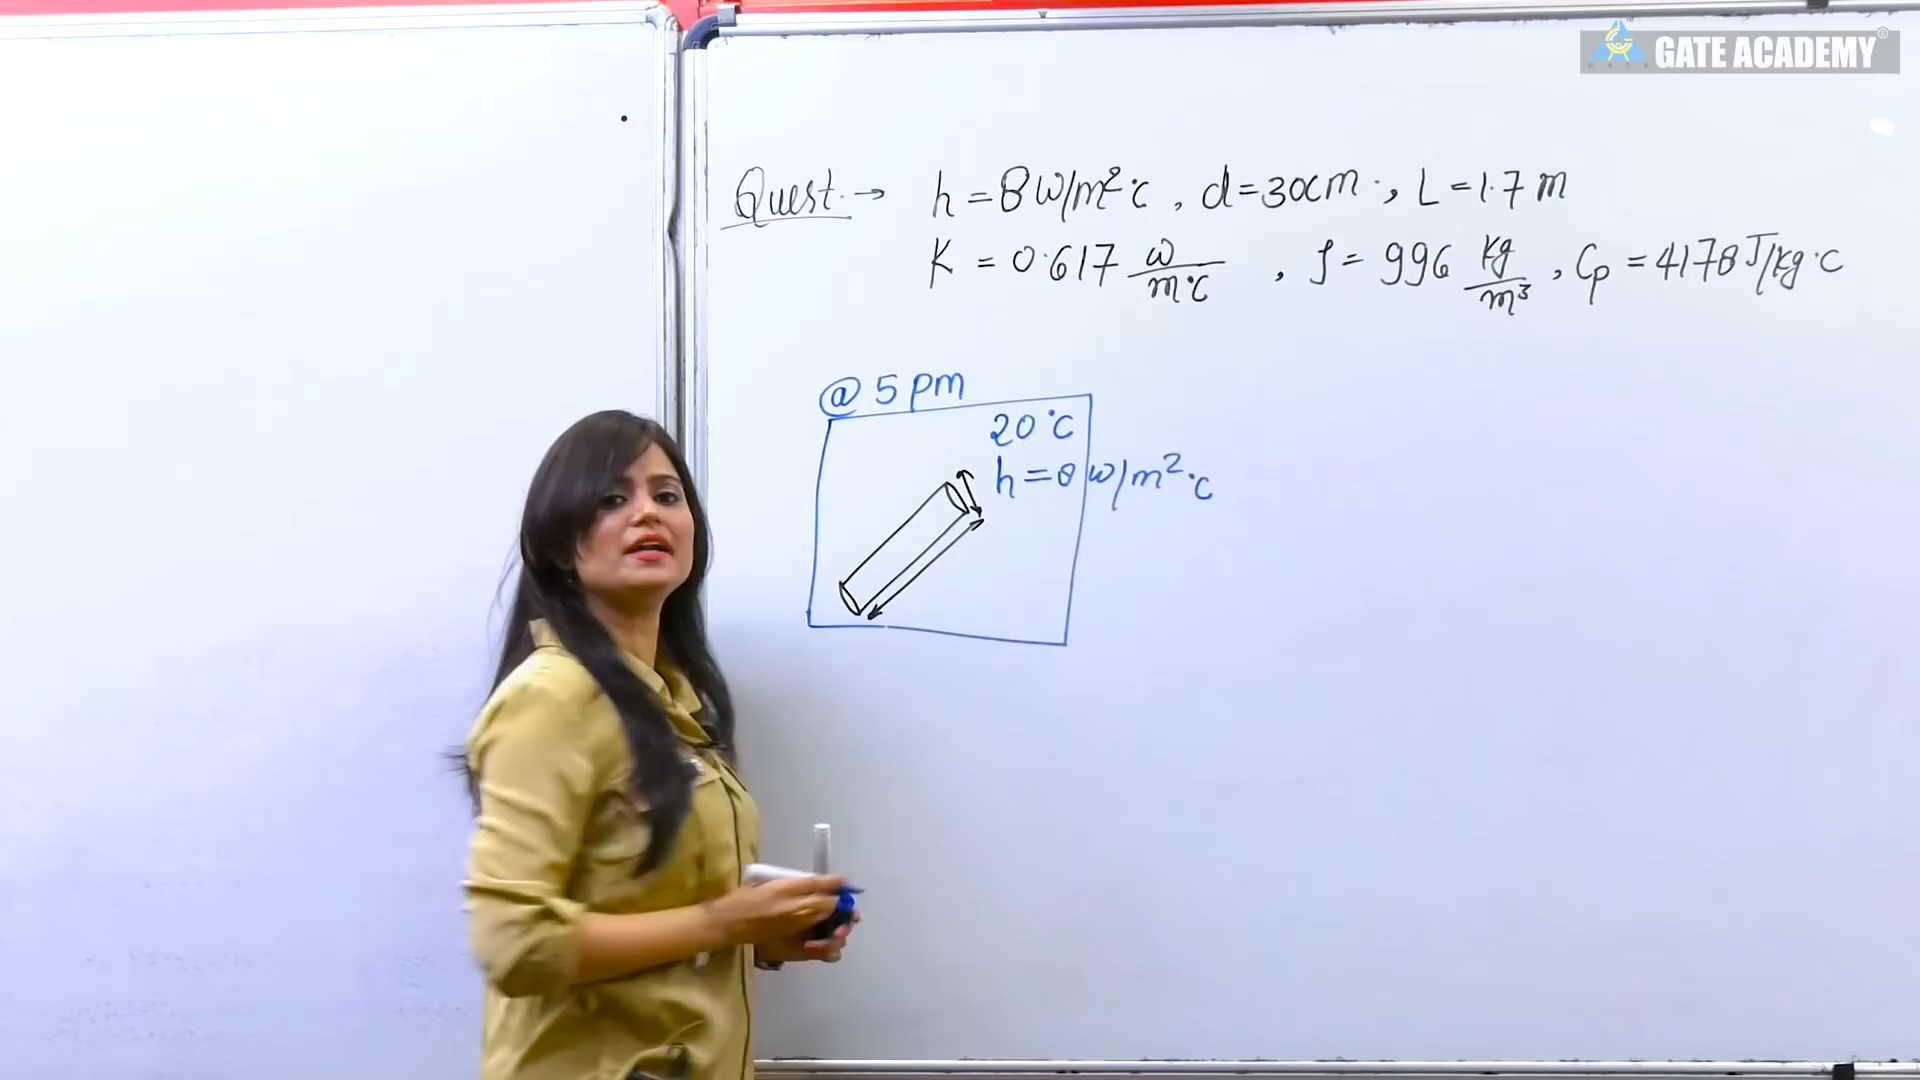 GATE ACADEMY®
Quest. → h = 8 W/m²°C , d = 30cm , L = 1.7 m
K = 0.617 W/m°C , ρ = 996 Kg/m³ , Cp = 4178 J/kg°C
@ 5 pm
20°C
h = 8 W/m²°C